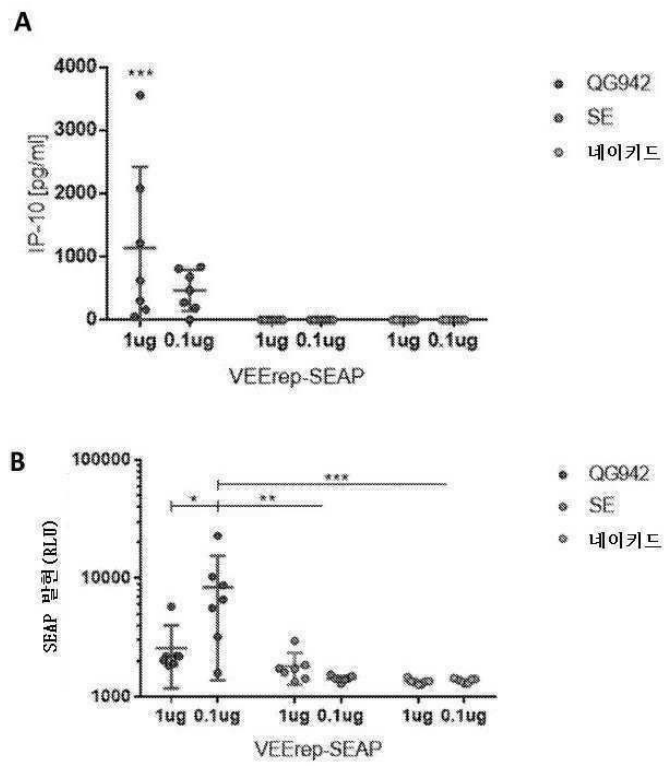 A
***
4000
3000
2000
1000
0
IP-10 [pg/ml]
1ug 0.1ug 1ug 0.1ug 1ug 0.1ug
VEErep-SEAP
QG942
SE
네이키드
B
100000
10000
1000
SEAP 발현(RLU)
***
* **
1ug 0.1ug 1ug 0.1ug 1ug 0.1ug
VEErep-SEAP
QG942
SE
네이키드